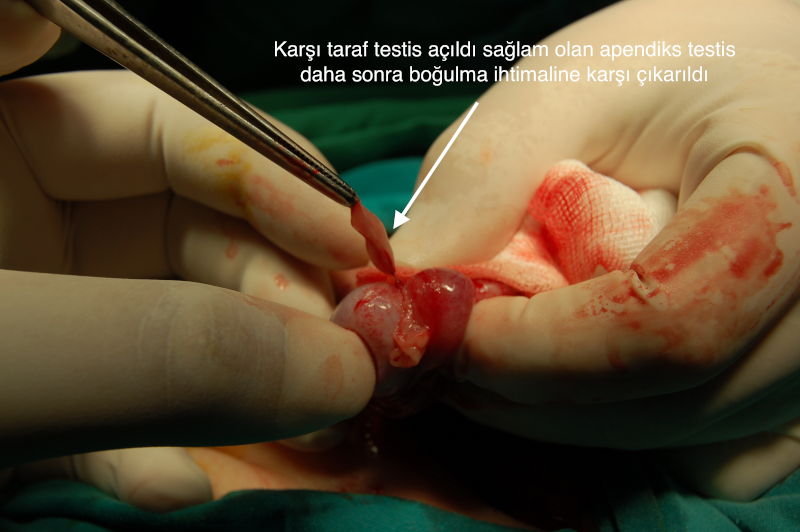 Karşı taraf testis açıldı sağlam olan apendiks testis
daha sonra boğulma ihtimaline karşı çıkarıldı